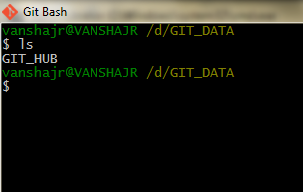 Git Bash
vanshajr@VANSHAJR /d/GIT_DATA
$ ls
GIT_HUB
vanshajr@VANSHAJR /d/GIT_DATA
$